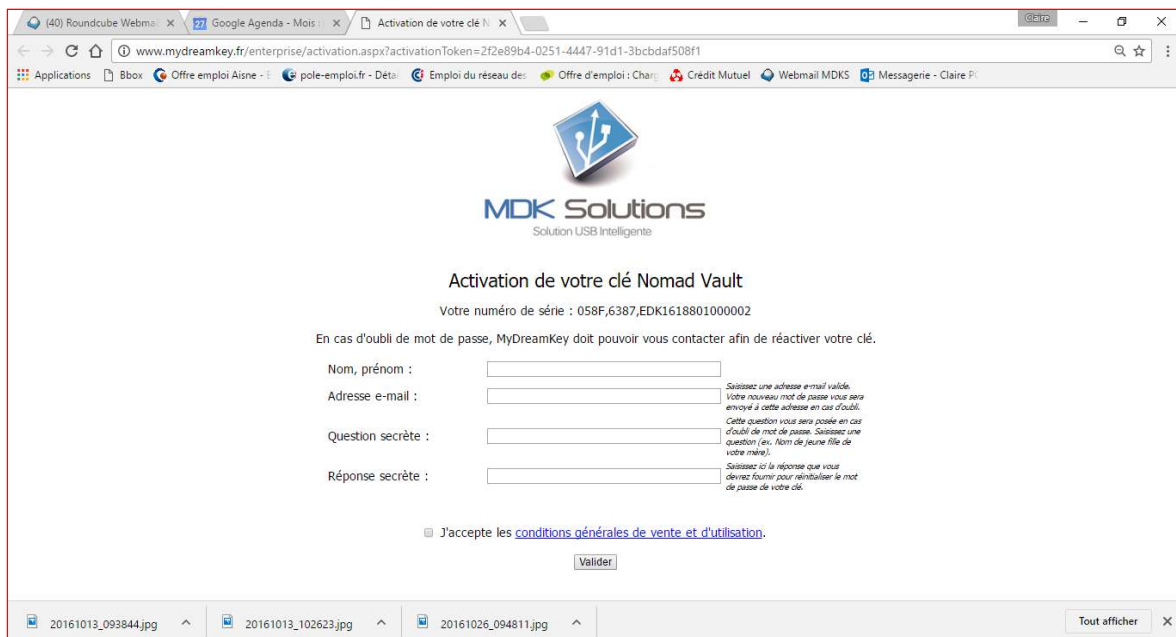 (40) Roundcube Webmai
27 Google Agenda - Mois :
Activation de votre clé N
Claire
www.mydreamkey.fr/enterprise/activation.aspx?activationToken=2f2e89b4-0251-4447-91d1-3bcbdaf508f1
Applications Bbox Offre emploi Aisne - E pole-emploi.fr - Détai Emploi du réseau des Offre d'emploi : Charg Crédit Mutuel Webmail MDKS Messagerie - Claire P
MDK Solutions
Solution USB Intelligente
Activation de votre clé Nomad Vault
Votre numéro de série : 058F,6387,EDK1618801000002
En cas d'oubli de mot de passe, MyDreamKey doit pouvoir vous contacter afin de réactiver votre clé.
Nom, prénom :
Adresse e-mail :
Saisissez une adresse e-mail valide.
Votre nouveau mot de passe vous sera
envoyé à cette adresse en cas d'oubli.
Question secrète :
Cette question vous sera posée en cas
d'oubli de mot de passe. Saisissez une
question (ex. Nom de jeune fille de
votre mère).
Réponse secrète :
Saisissez ici la réponse que vous
devrez fournir pour réinitialiser le mot
de passe de votre clé.
J'accepte les conditions générales de vente et d'utilisation.
Valider
20161013_093844.jpg
20161013_102623.jpg
20161026_094811.jpg
Tout afficher